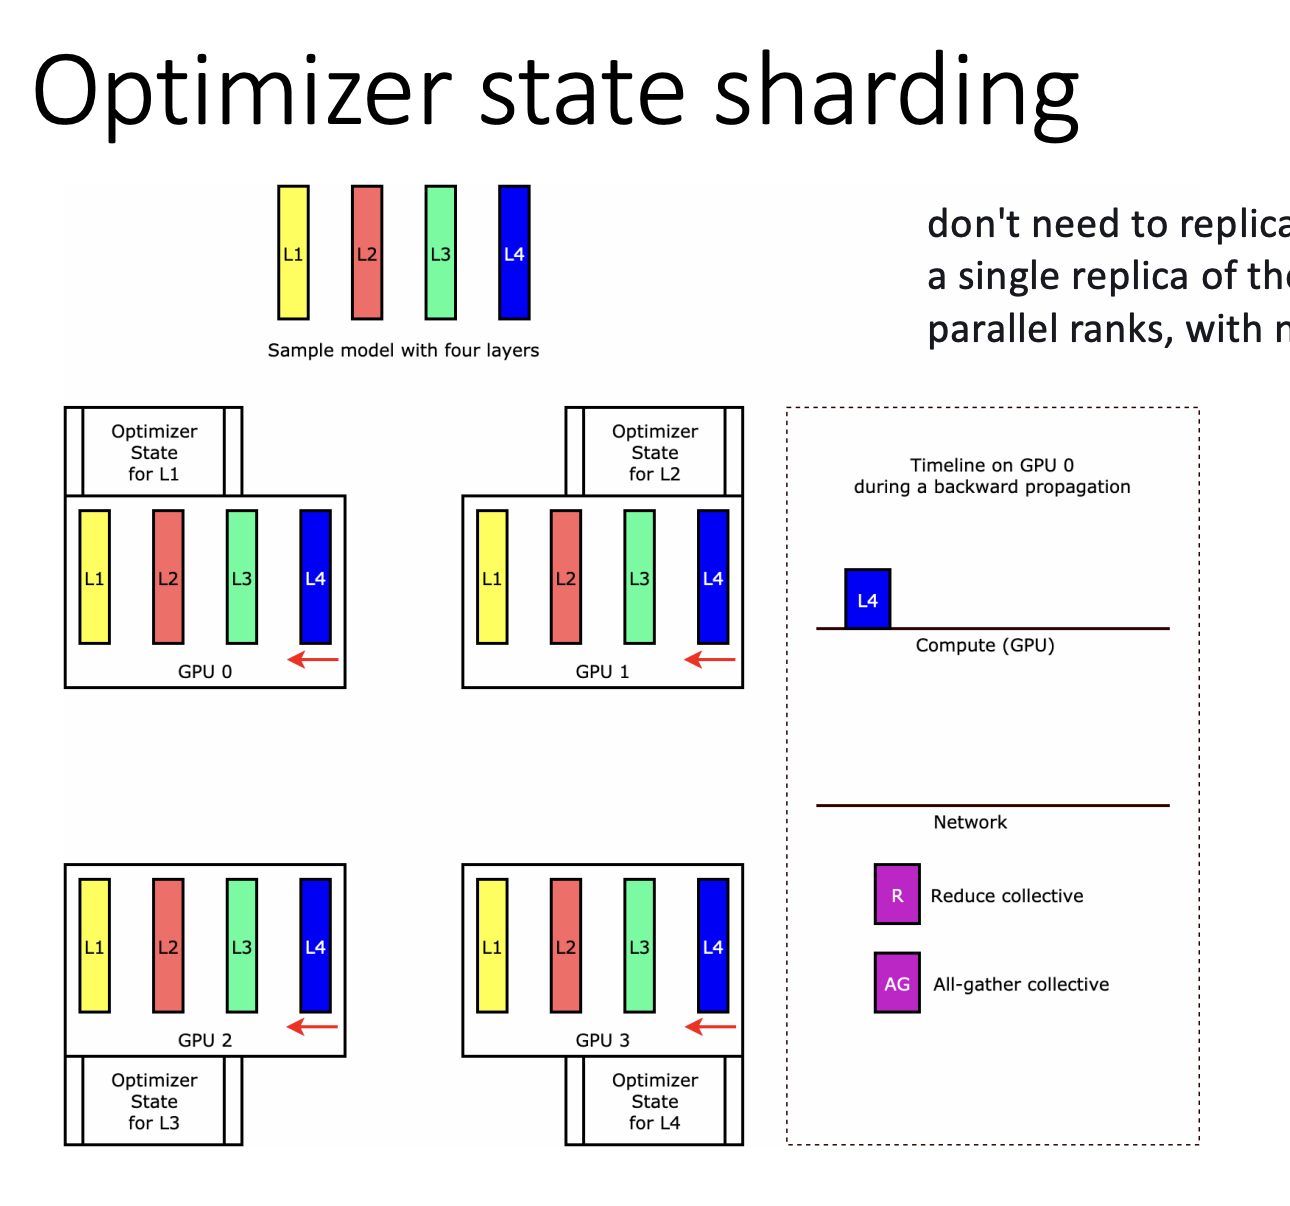 Optimizer state sharding
L1
L2
L3
L4
Sample model with four layers
don't need to
a single replica of
parallel ranks, with
Optimizer
State
for L1
L1
L2
L3
L4
GPU 0
Optimizer
State
for L2
L1
L2
L3
L4
GPU 1
Timeline on GPU 0
during a backward propagation
L4
Compute (GPU)
Network
R
Reduce collective
AG
All-gather collective
L1
L2
L3
L4
GPU 2
Optimizer
State
for L3
L1
L2
L3
L4
GPU 3
Optimizer
State
for L4